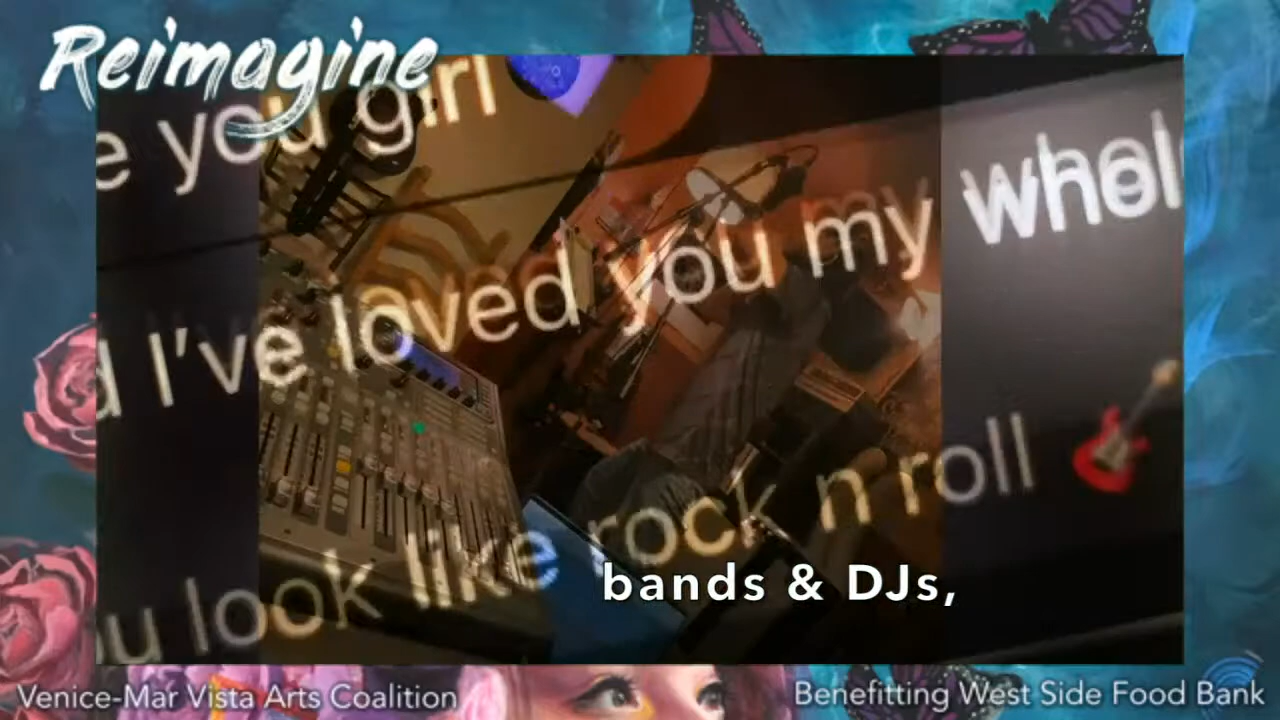 Reimagine
e you girl
I've loved you my whol
u look like rock n roll
bands & DJs,
Venice-Mar Vista Arts Coalition
Benefitting West Side Food Bank